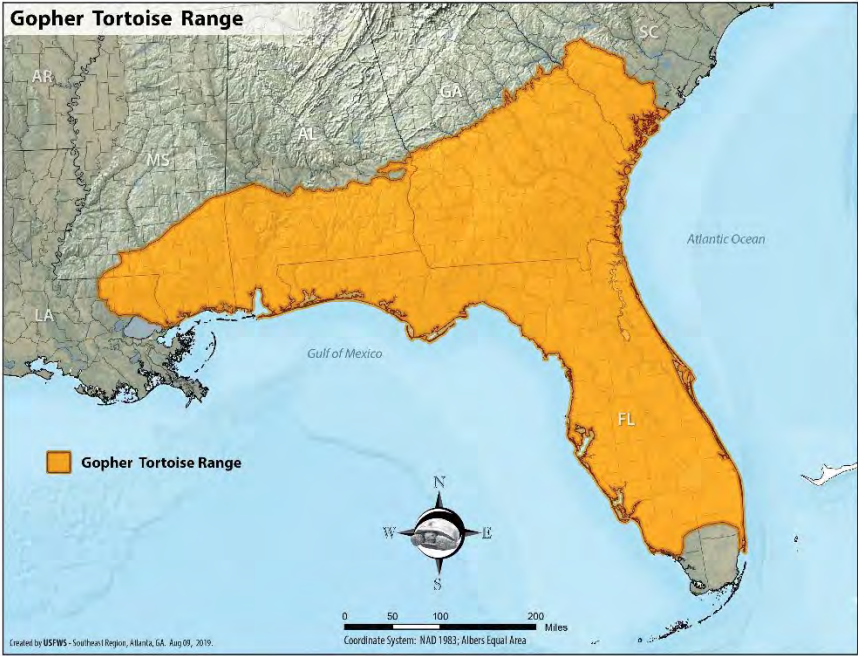 Gopher Tortoise Range
SC
AR
GA
AL
MS
Atlantic Ocean
LA
Gulf of Mexico
FL
Gopher Tortoise Range
N
W E
S
0 50 100 200
Miles
Created by USFWS - Southeast Region, Atlanta, GA. Aug 09, 2019.
Coordinate System: NAD 1983; Albers Equal Area